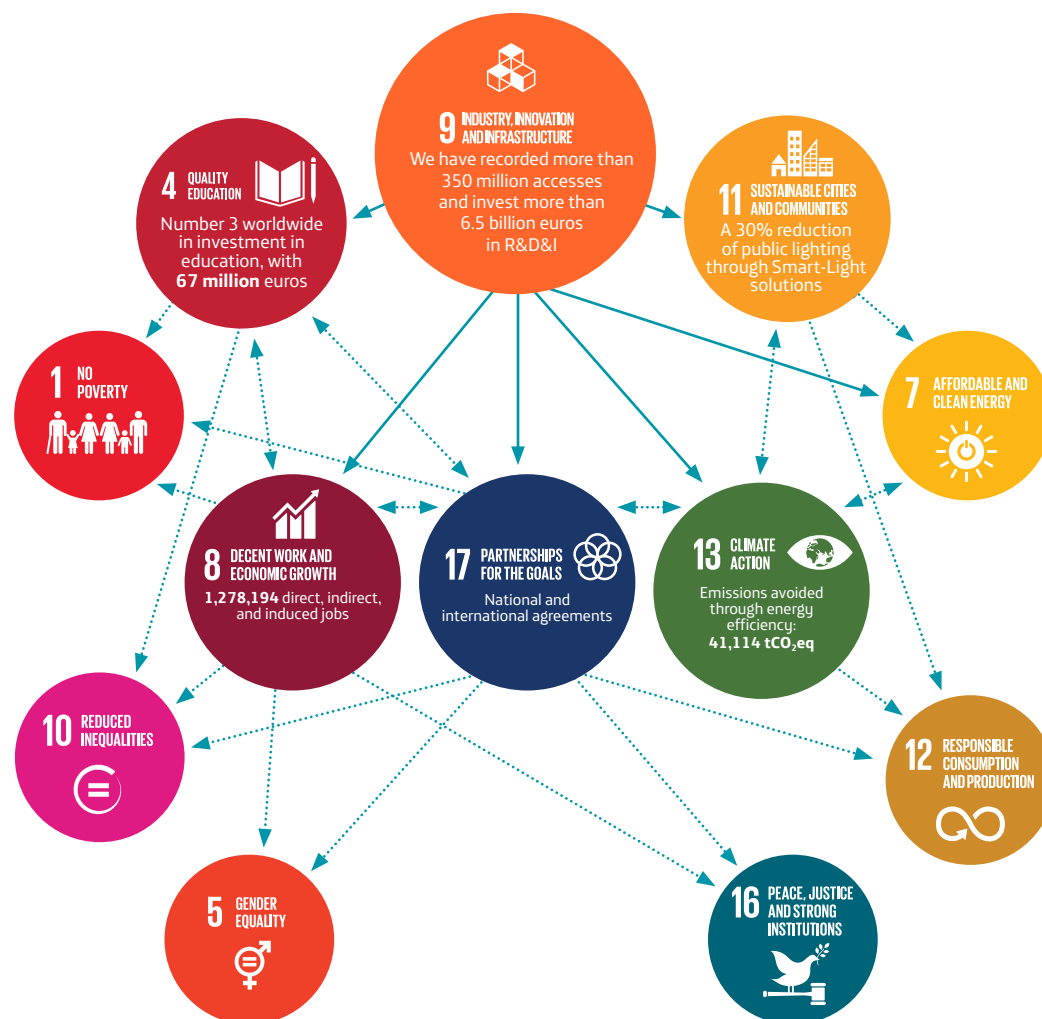 9 INDUSTRY, INNOVATION
AND INFRASTRUCTURE
We have recorded more than
350 million accesses
and invest more than
6.5 billion euros
in R&D&I
4 QUALITY
EDUCATION
Number 3 worldwide
in investment in
education, with
67 million euros
11 SUSTAINABLE CITIES
AND COMMUNITIES
A 30% reduction
of public lighting
through Smart-Light
solutions
1 NO
POVERTY
7 AFFORDABLE AND
CLEAN ENERGY
8 DECENT WORK AND
ECONOMIC GROWTH
1,278,194 direct, indirect,
and induced jobs
17 PARTNERSHIPS
FOR THE GOALS
National and
international agreements
13 CLIMATE
ACTION
Emissions avoided
through energy
efficiency:
41,114 tCO₂eq
10 REDUCED
INEQUALITIES
12 RESPONSIBLE
CONSUMPTION
AND PRODUCTION
5 GENDER
EQUALITY
16 PEACE, JUSTICE
AND STRONG
INSTITUTIONS